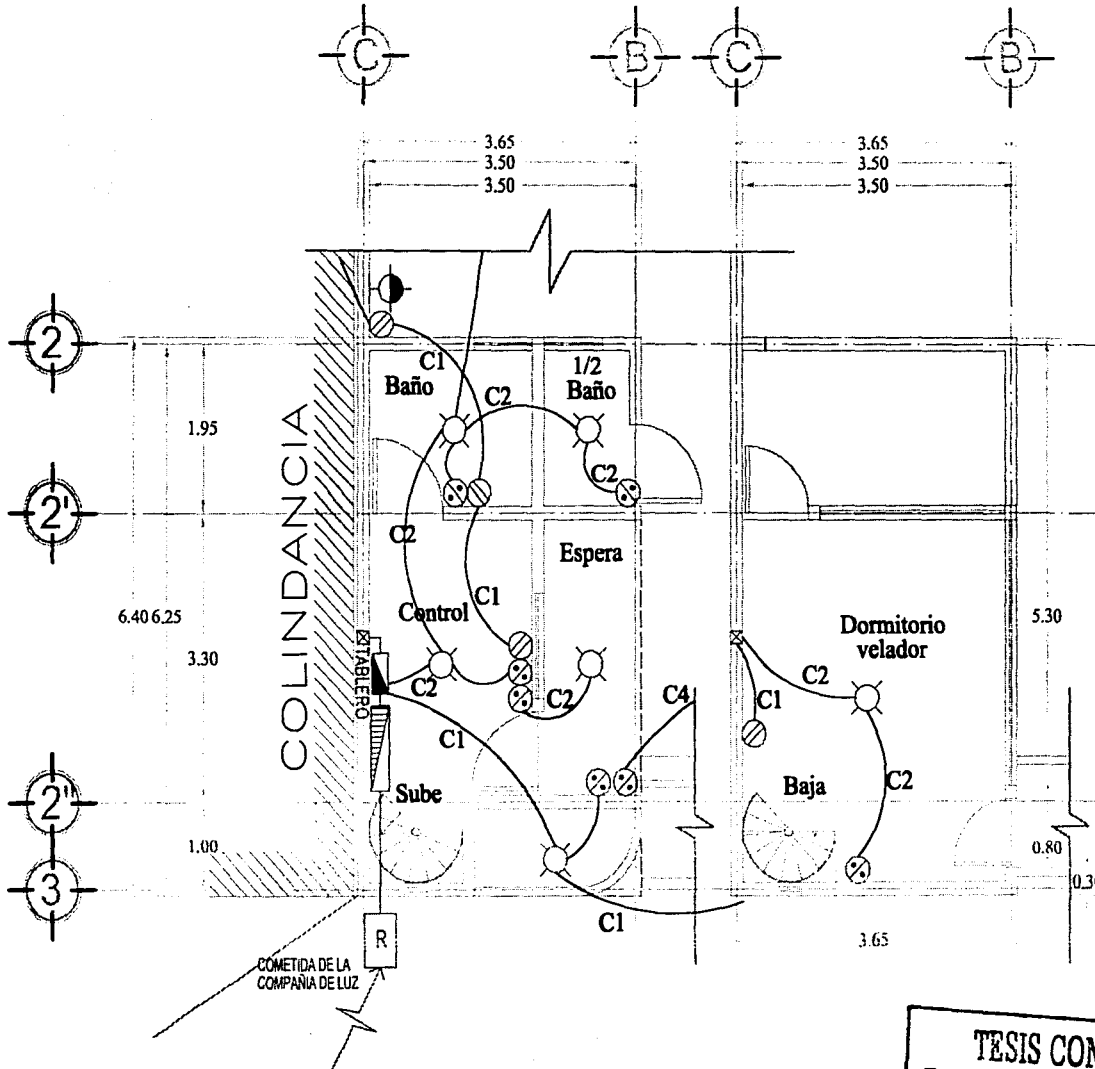 C
B
C
B
3.65
3.50
3.50
3.65
3.50
3.50
2
C1
Baño
C2
1/2
Baño
C2
1.95
2'
COLINDANCIA
C2
Espera
C1
6.40
6.25
3.30
Control
TABLERO
C2
C2
C4
C1
Dormitorio
velador
5.30
C1
C2
C2
2"
Sube
Baja
1.00
0.80
3
C1
3.65
R
COMETIDA DE LA
COMPAÑIA DE LUZ
TESIS CON